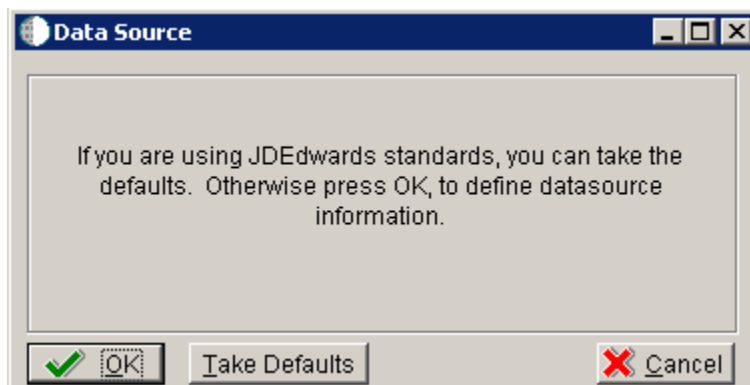 Data Source
If you are using JDEdwards standards, you can take the
defaults.  Otherwise press OK, to define datasource
information.
OK Take Defaults Cancel